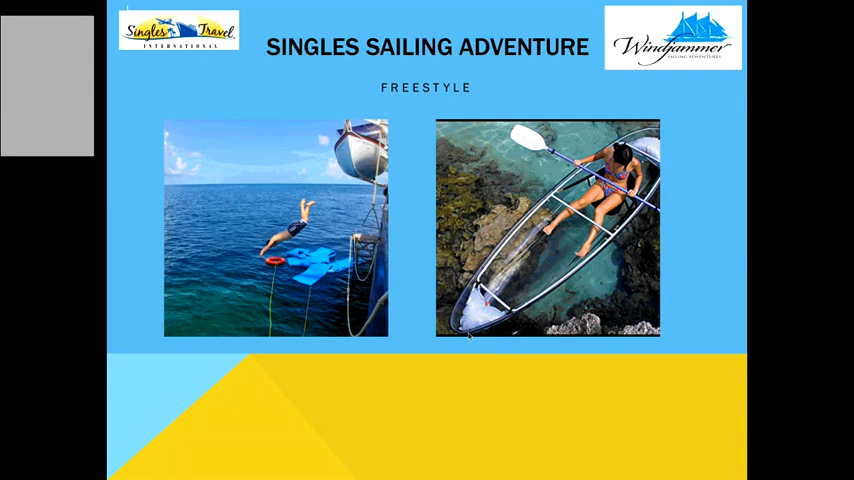 Singles Travel
INTERNATIONAL
SINGLES SAILING ADVENTURE
Windjammer
SAILING ADVENTURES
FREESTYLE